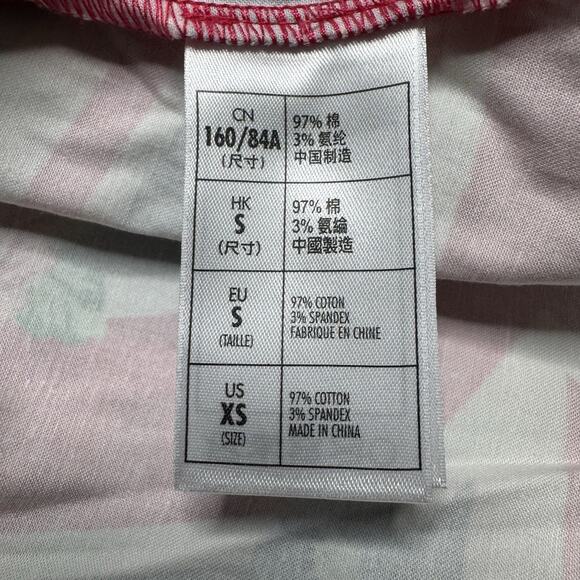 CN
160/84A
(尺寸)
97% 棉
3% 氨纶
中国制造
HK
S
(尺寸)
97% 棉
3% 氨綸
中國製造
EU
S
(TAILLE)
97% COTON
3% SPANDEX
FABRIQUE EN CHINE
US
XS
(SIZE)
97% COTTON
3% SPANDEX
MADE IN CHINA